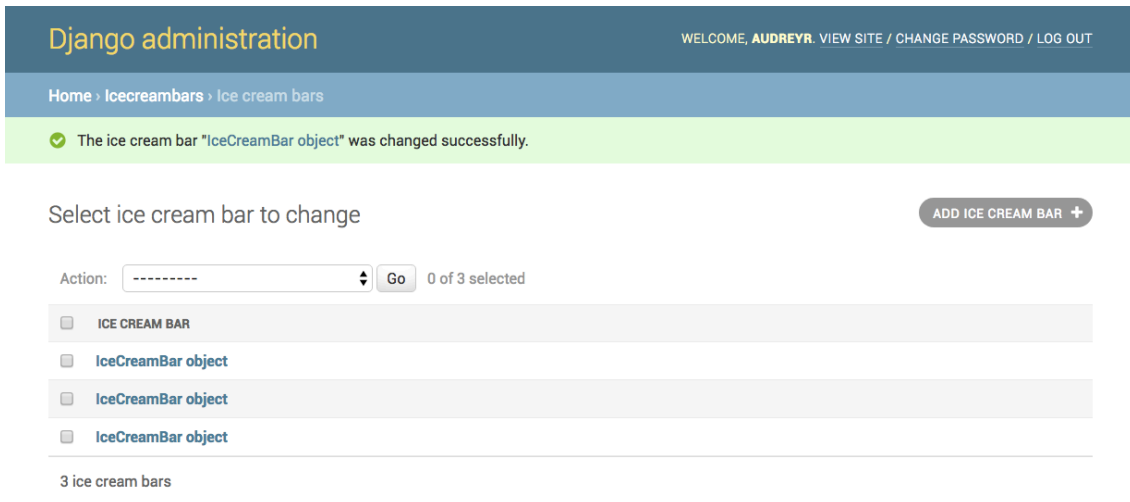 Django administration
WELCOME, AUDREYR. VIEW SITE / CHANGE PASSWORD / LOG OUT
Home › Icecreambars › Ice cream bars
The ice cream bar "IceCreamBar object" was changed successfully.
Select ice cream bar to change
ADD ICE CREAM BAR +
Action: --------- Go 0 of 3 selected
ICE CREAM BAR
IceCreamBar object
IceCreamBar object
IceCreamBar object
3 ice cream bars